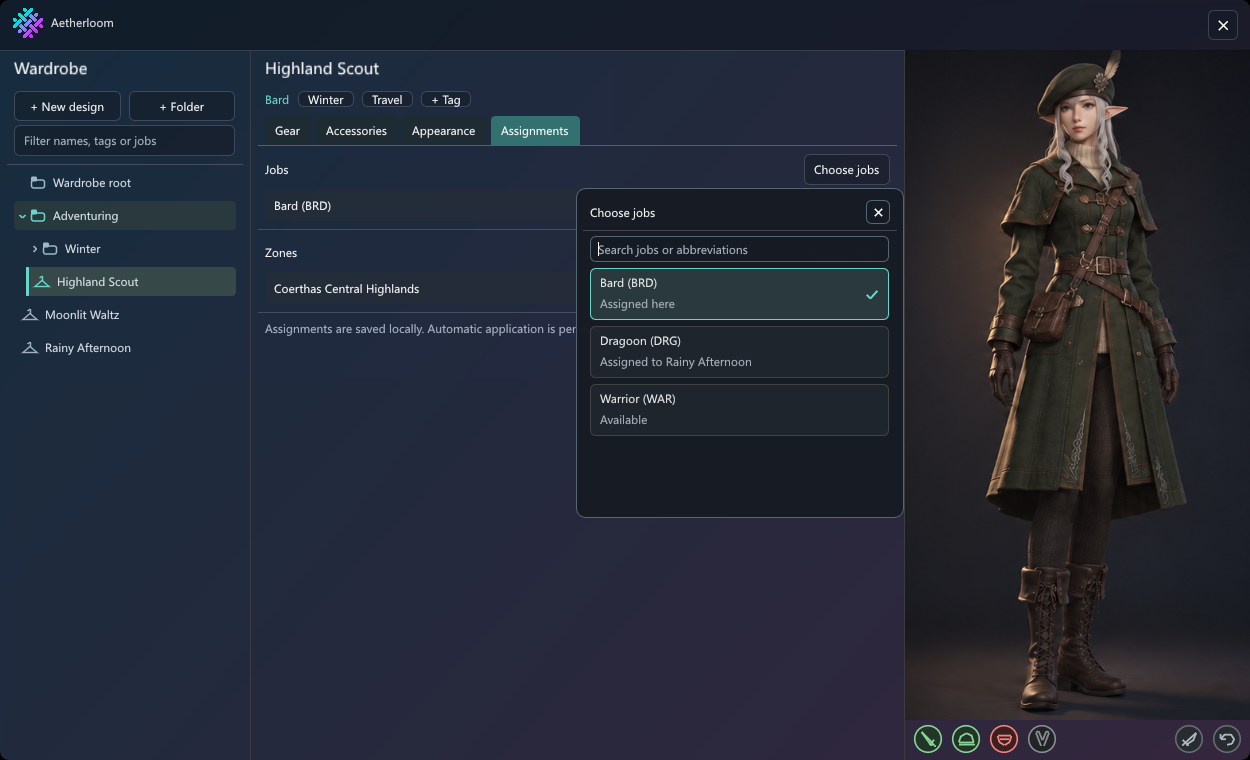 Aetherloom
Wardrobe
+ New design
+ Folder
Filter names, tags or jobs
Wardrobe root
Adventuring
Winter
Highland Scout
Moonlit Waltz
Rainy Afternoon
Highland Scout
Bard
Winter
Travel
+ Tag
Gear
Accessories
Appearance
Assignments
Jobs
Choose jobs
Bard (BRD)
Zones
Coerthas Central Highlands
Assignments are saved locally. Automatic application is per
Choose jobs
Search jobs or abbreviations
Bard (BRD)
Assigned here
Dragoon (DRG)
Assigned to Rainy Afternoon
Warrior (WAR)
Available